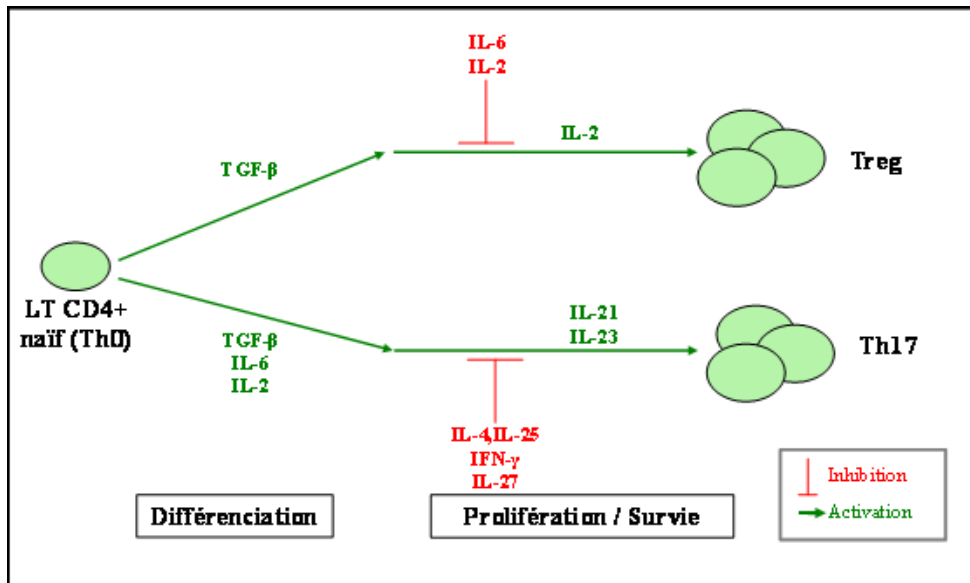 IL-6
IL-2
IL-2
TGF-β
Treg
LT CD4+
naïf (Th0)
IL-21
IL-23
TGF-β
IL-6
IL-2
Th17
IL-4,IL-25
IFN-γ
IL-27
Inhibition
Activation
Différenciation
Prolifération / Survie